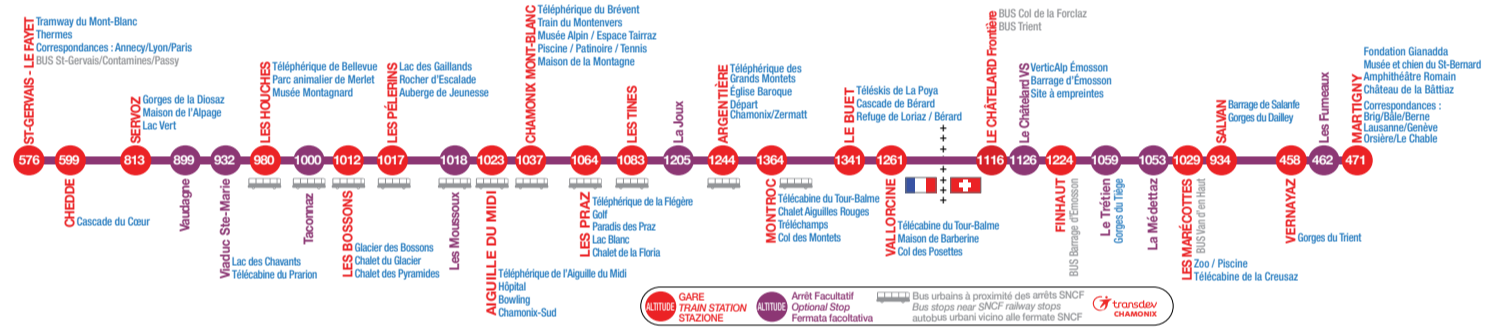 ST-GERVAIS - LE FAYET
Tramway du Mont-Blanc
Thermes
Correspondances : Annecy/Lyon/Paris
BUS St-Gervais/Contamines/Passy
576
599
CHEDDE
Cascade du Cœur
SERVOZ
Gorges de la Diosaz
Maison de l'Alpage
Lac Vert
813
899
Vaudagne
932
Viaduc Ste-Marie
Lac des Chavants
Télécabine du Prarion
LES HOUCHES
Téléphérique de Bellevue
Parc animalier de Merlet
Musée Montagnard
980
1000
Taconnaz
1012
LES BOSSONS
Glacier des Bossons
Chalet du Glacier
Chalet des Pyramides
LES PÉLERINS
Lac des Gaillands
Rocher d'Escalade
Auberge de Jeunesse
1017
1018
Les Moussoux
1023
AIGUILLE DU MIDI
Téléphérique de l'Aiguille du Midi
Hôpital
Bowling
Chamonix-Sud
CHAMONIX MONT-BLANC
Téléphérique du Brévent
Train du Montenvers
Musée Alpin / Espace Tairraz
Piscine / Patinoire / Tennis
Maison de la Montagne
1037
1064
LES PRAZ
Téléphérique de la Flégère
Golf
Paradis des Praz
Lac Blanc
Chalet de la Floria
LES TINES
1083
La Joux
1205
ARGENTIÈRE
Téléphérique des
Grands Montets
Église Baroque
Départ
Chamonix/Zermatt
1244
1364
MONTROC
Télécabine du Tour-Balme
Chalet Aiguilles Rouges
Tréléchamps
Col des Montets
LE BUET
Téléskis de La Poya
Cascade de Bérard
Refuge de Loriaz / Bérard
1341
1261
VALLORCINE
Télécabine du Tour-Balme
Maison de Barberine
Col des Posettes
LE CHÂTELARD Frontière
BUS Col de la Forclaz
BUS Trient
1116
Le Châtelard VS
VerticAlp Émosson
Barrage d'Émosson
Site à empreintes
1126
1224
FINHAUT
BUS Barrage d'Emosson
1059
Le Trétien
Gorges du Tiège
1053
La Médettaz
1029
LES MARÉCOTTES
BUS Van d'en Haut
Zoo / Piscine
Télécabine de la Creusaz
SALVAN
Barrage de Salanfe
Gorges du Dailley
934
458
VERNAYAZ
Gorges du Trient
Les Fumeaux
462
MARTIGNY
Fondation Gianadda
Musée et chien du St-Bernard
Amphithéâtre Romain
Château de la Bâttiaz
Correspondances :
Brig/Bâle/Berne
Lausanne/Genève
Orsière/Le Chable
471
ALTITUDE
GARE
TRAIN STATION
STAZIONE
ALTITUDE
Arrêt Facultatif
Optional Stop
Fermata facoltativa
Bus urbains à proximité des arrêts SNCF
Bus stops near SNCF railway stops
autobus urbani vicino alle fermate SNCF
transdev
CHAMONIX